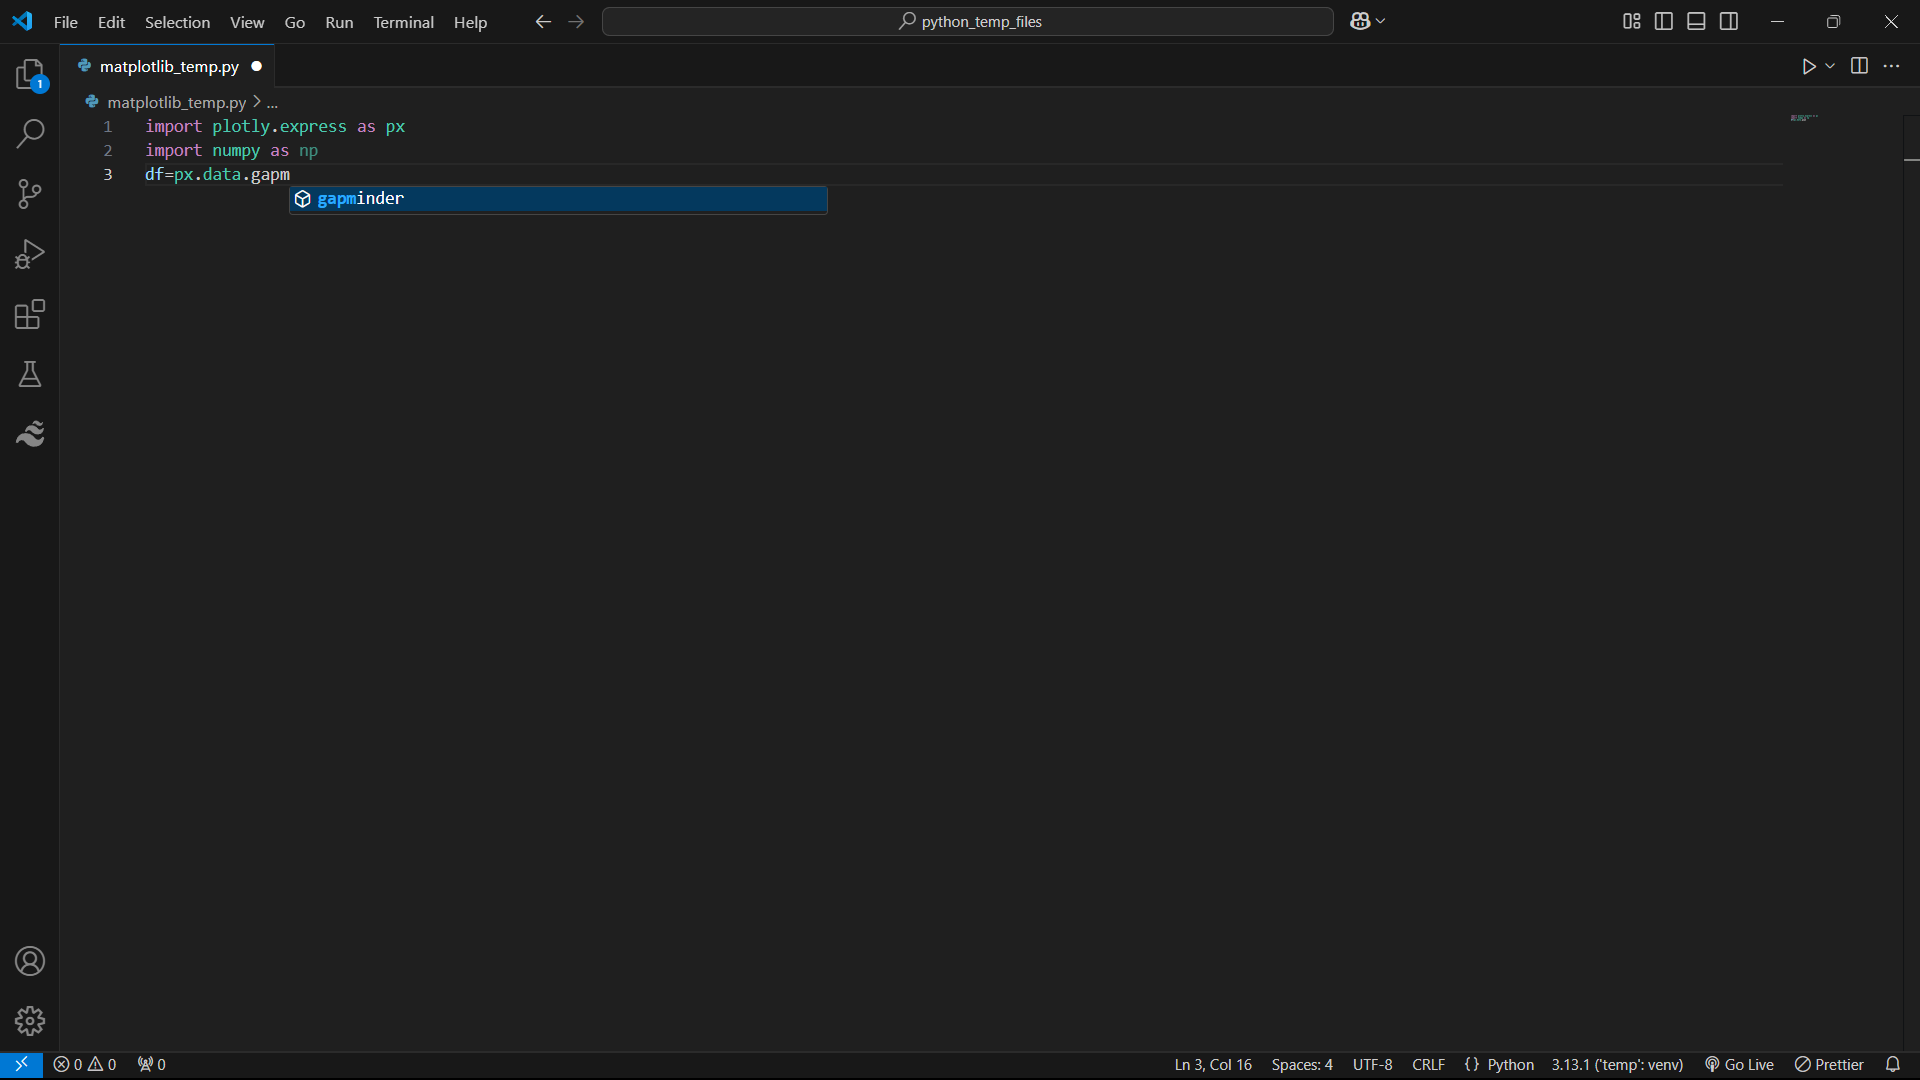 File Edit Selection View Go Run Terminal Help
python_temp_files
1
matplotlib_temp.py
matplotlib_temp.py > ...
1 import plotly.express as px
2 import numpy as np
3 df=px.data.gapm
gapminder
0 0 0
Ln 3, Col 16 Spaces: 4 UTF-8 CRLF {} Python 3.13.1 ('temp': venv) Go Live Prettier